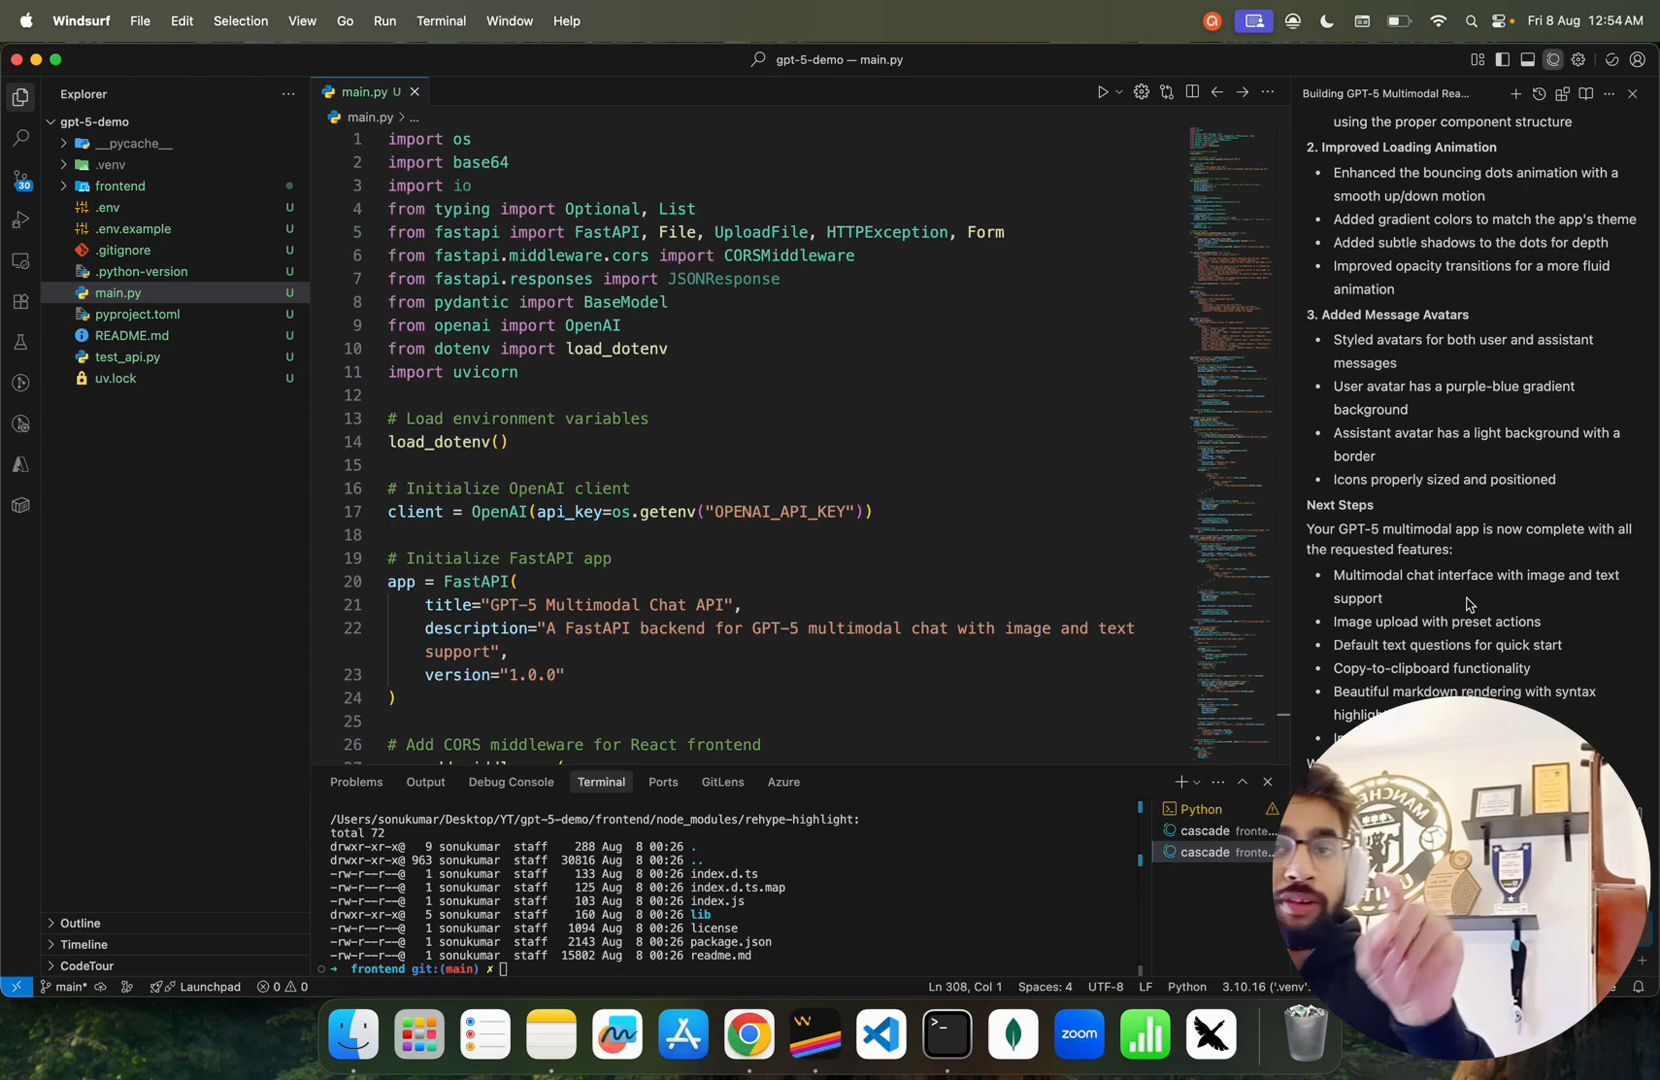 Windsurf File Edit Selection View Go Run Terminal Window Help
Fri 8 Aug 12:54 AM
gpt-5-demo — main.py
Explorer
gpt-5-demo
__pycache__
.venv
frontend
.env U
.env.example U
.gitignore U
.python-version U
main.py U
pyproject.toml U
README.md U
test_api.py U
uv.lock U
Outline
Timeline
CodeTour
30
main.py U
main.py > ...
1 import os
2 import base64
3 import io
4 from typing import Optional, List
5 from fastapi import FastAPI, File, UploadFile, HTTPException, Form
6 from fastapi.middleware.cors import CORSMiddleware
7 from fastapi.responses import JSONResponse
8 from pydantic import BaseModel
9 from openai import OpenAI
10 from dotenv import load_dotenv
11 import uvicorn
12
13 # Load environment variables
14 load_dotenv()
15
16 # Initialize OpenAI client
17 client = OpenAI(api_key=os.getenv("OPENAI_API_KEY"))
18
19 # Initialize FastAPI app
20 app = FastAPI(
21 title="GPT-5 Multimodal Chat API",
22 description="A FastAPI backend for GPT-5 multimodal chat with image and text
support",
23 version="1.0.0"
24 )
25
26 # Add CORS middleware for React frontend
Problems Output Debug Console Terminal Ports GitLens Azure
/Users/sonukumar/Desktop/YT/gpt-5-demo/frontend/node_modules/rehype-highlight:
total 72
drwxr-xr-x@ 9 sonukumar staff 288 Aug 8 00:26 .
drwxr-xr-x@ 963 sonukumar staff 30816 Aug 8 00:26 ..
-rw-r--r--@ 1 sonukumar staff 133 Aug 8 00:26 index.d.ts
-rw-r--r--@ 1 sonukumar staff 125 Aug 8 00:26 index.d.ts.map
-rw-r--r--@ 1 sonukumar staff 103 Aug 8 00:26 index.js
drwxr-xr-x@ 5 sonukumar staff 160 Aug 8 00:26 lib
-rw-r--r--@ 1 sonukumar staff 1094 Aug 8 00:26 license
-rw-r--r--@ 1 sonukumar staff 2143 Aug 8 00:26 package.json
-rw-r--r--@ 1 sonukumar staff 15802 Aug 8 00:26 readme.md
→ frontend git:(main) ✗
Python
cascade fronte...
cascade fronte...
Building GPT-5 Multimodal Rea...
using the proper component structure
2. Improved Loading Animation
• Enhanced the bouncing dots animation with a
smooth up/down motion
• Added gradient colors to match the app's theme
• Added subtle shadows to the dots for depth
• Improved opacity transitions for a more fluid
animation
3. Added Message Avatars
• Styled avatars for both user and assistant
messages
• User avatar has a purple-blue gradient
background
• Assistant avatar has a light background with a
border
• Icons properly sized and positioned
Next Steps
Your GPT-5 multimodal app is now complete with all
the requested features:
• Multimodal chat interface with image and text
support
• Image upload with preset actions
• Default text questions for quick start
• Copy-to-clipboard functionality
• Beautiful markdown rendering with syntax
MANCHE
main* Launchpad 0 0 Ln 308, Col 1 Spaces: 4 UTF-8 LF Python 3.10.16 ('.venv'
zoom